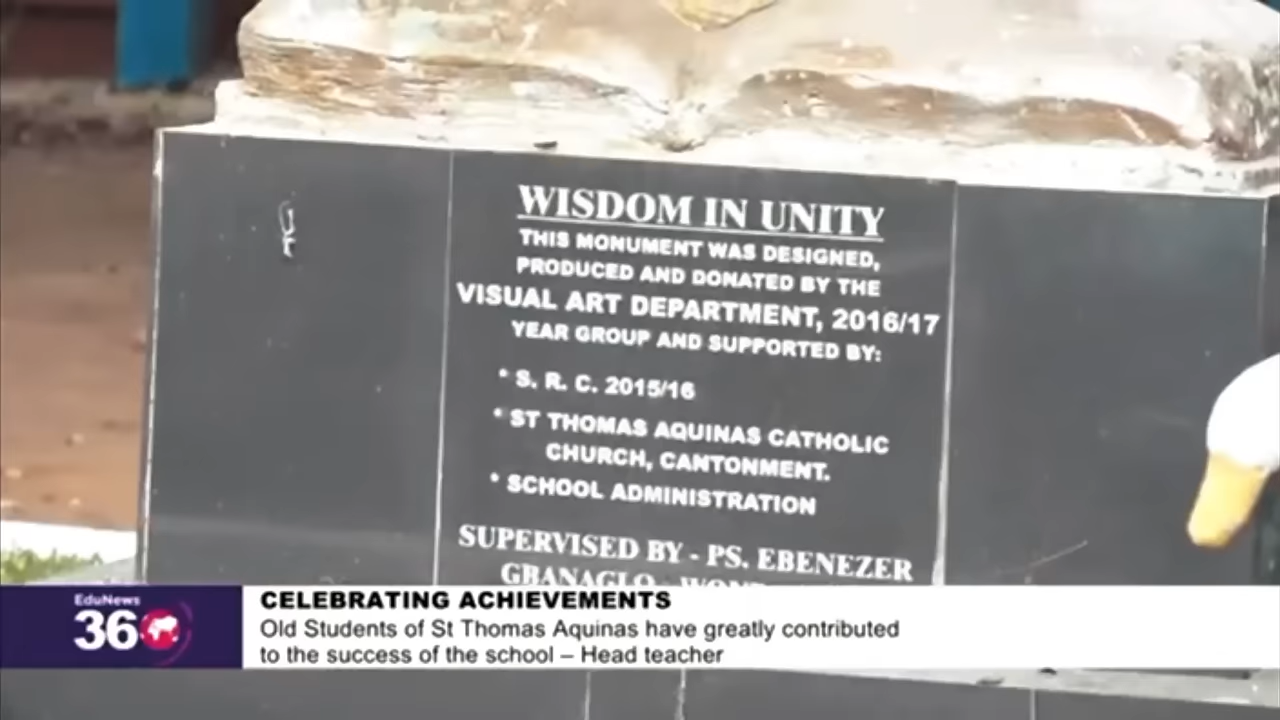 WISDOM IN UNITY
THIS MONUMENT WAS DESIGNED,
PRODUCED AND DONATED BY THE
VISUAL ART DEPARTMENT, 2016/17
YEAR GROUP AND SUPPORTED BY:
* S. R. C. 2015/16
* ST THOMAS AQUINAS CATHOLIC
CHURCH, CANTONMENT.
* SCHOOL ADMINISTRATION
SUPERVISED BY - PS. EBENEZER
GBANAGLO -
EduNews
360
CELEBRATING ACHIEVEMENTS
Old Students of St Thomas Aquinas have greatly contributed
to the success of the school – Head teacher